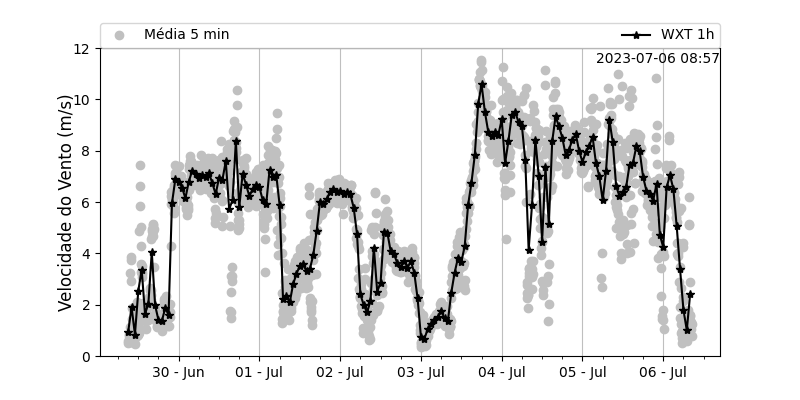 Média 5 min
WXT 1h
2023-07-06 08:57
Velocidade do Vento (m/s)
12
10
8
6
4
2
0
30 - Jun
01 - Jul
02 - Jul
03 - Jul
04 - Jul
05 - Jul
06 - Jul